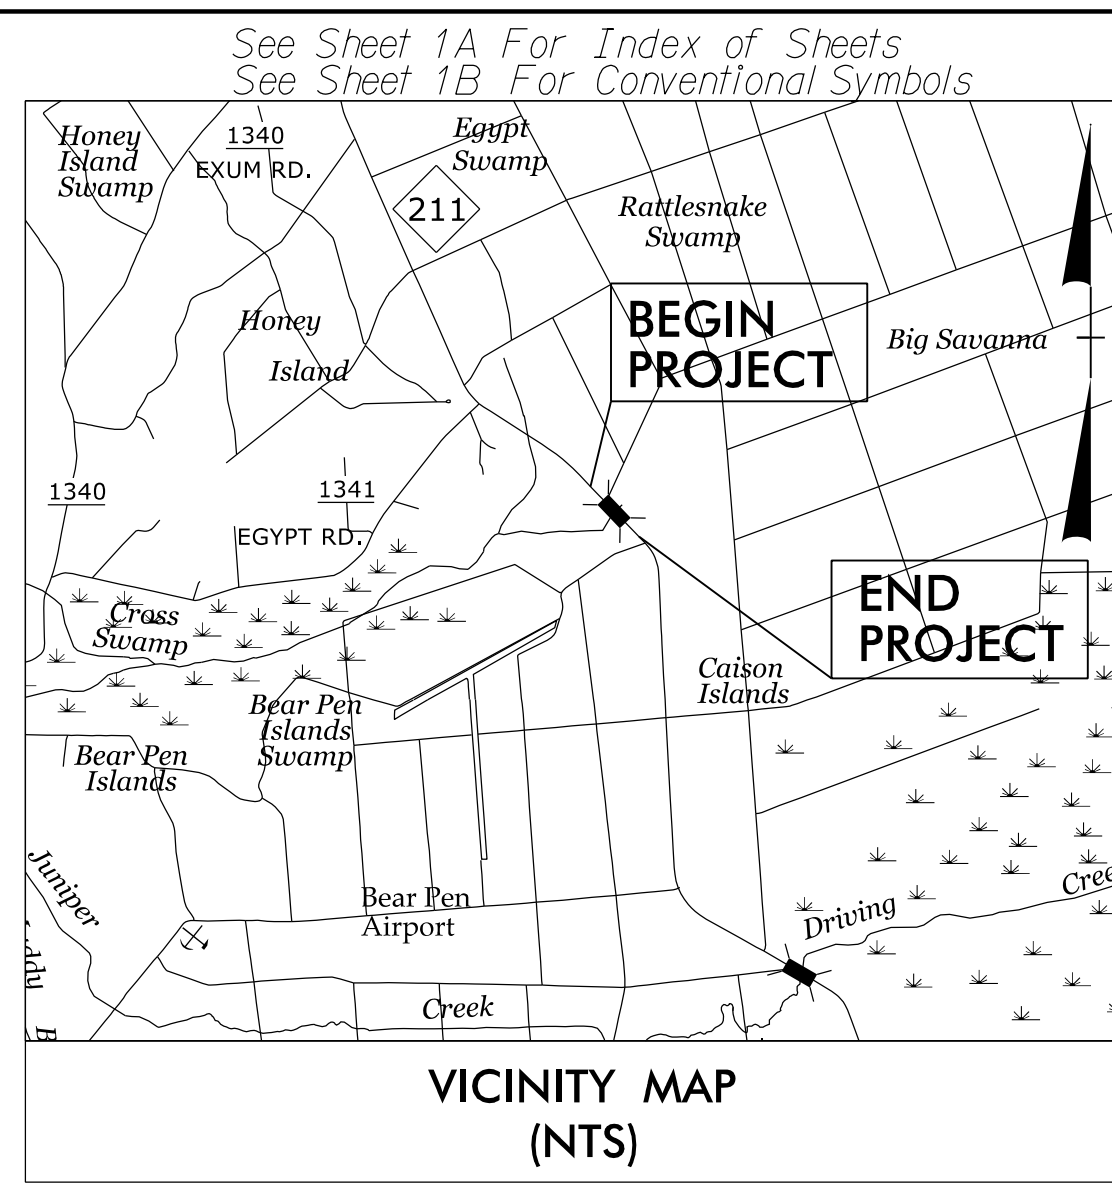 See Sheet 1A For Index of Sheets
See Sheet 1B For Conventional Symbols
Honey
Island
Swamp
1340
EXUM RD.
Egypt
Swamp
211
Rattlesnake
Swamp
BEGIN
PROJECT
Big Savanna
Honey
Island
1340
1341
EGYPT RD.
END
PROJECT
Cross
Swamp
Caison
Islands
Bear Pen
Islands
Swamp
Bear Pen
Islands
Juniper
Bear Pen
Airport
Driving
Creek
VICINITY MAP
(NTS)